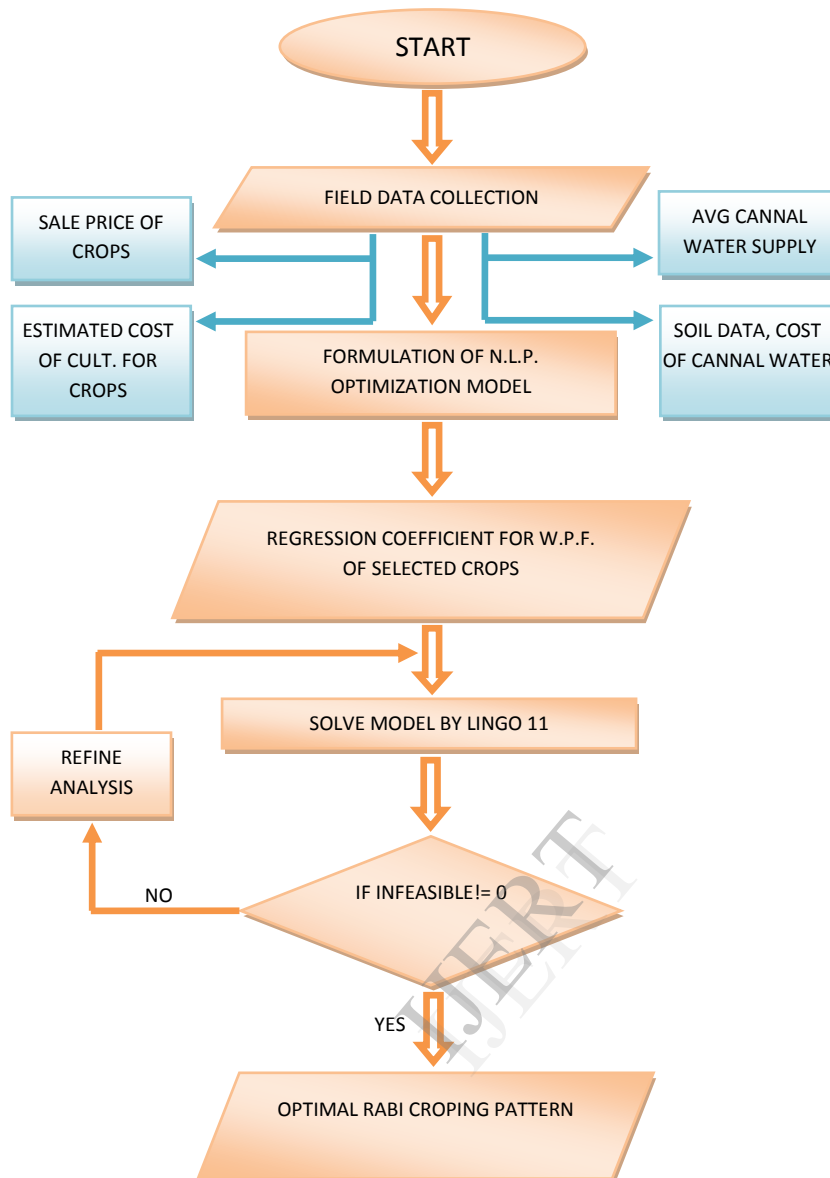 START
FIELD DATA COLLECTION
SALE PRICE OF
CROPS
AVG CANNAL
WATER SUPPLY
ESTIMATED COST
OF CULT. FOR
CROPS
FORMULATION OF N.L.P.
OPTIMIZATION MODEL
SOIL DATA, COST
OF CANNAL WATER
REGRESSION COEFFICIENT FOR W.P.F.
OF SELECTED CROPS
SOLVE MODEL BY LINGO 11
REFINE
ANALYSIS
IF INFEASIBLE!= 0
NO
YES
IJERT
OPTIMAL RABI CROPING PATTERN